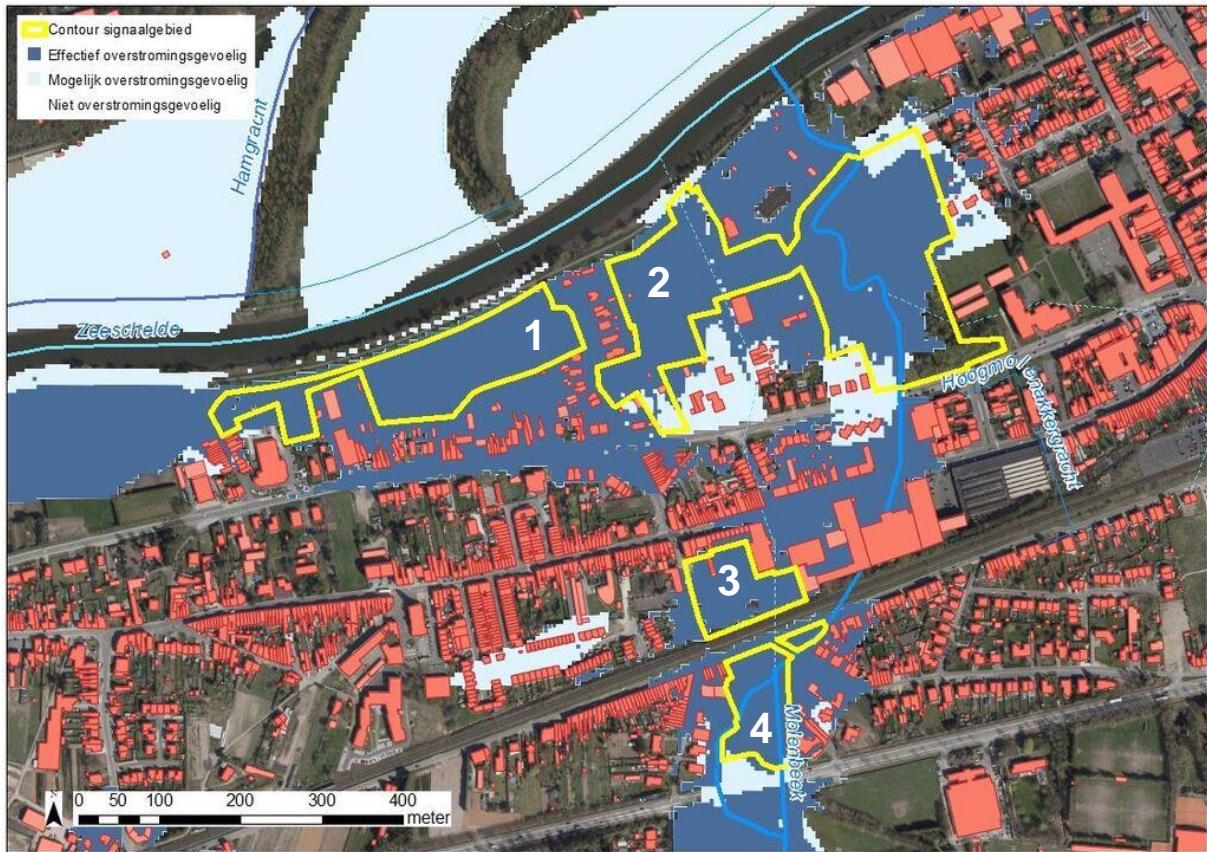 Contour signaalgebied
Effectief overstromingsgevoelig
Mogelijk overstromingsgevoelig
Niet overstromingsgevoelig
Hamgracht
Zeeschelde
1
2
Hoogmolenakkergracht
3
4
Molenbeek
N
0 50 100 200 300 400
meter